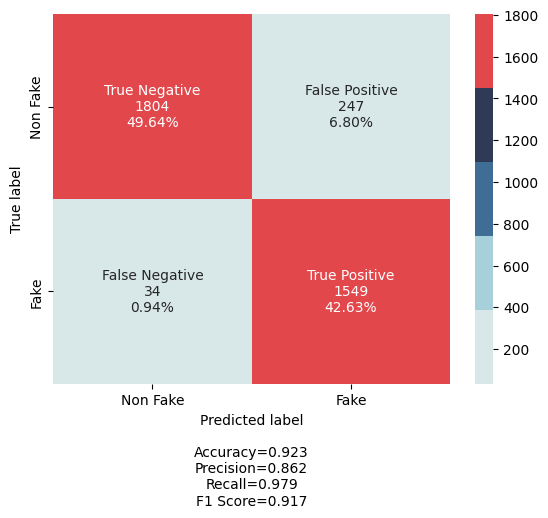 True Negative
1804
49.64%
False Positive
247
6.80%
False Negative
34
0.94%
True Positive
1549
42.63%
True label
Non Fake
Fake
Non Fake
Fake
Predicted label
Accuracy=0.923
Precision=0.862
Recall=0.979
F1 Score=0.917
1800
1600
1400
1200
1000
800
600
400
200